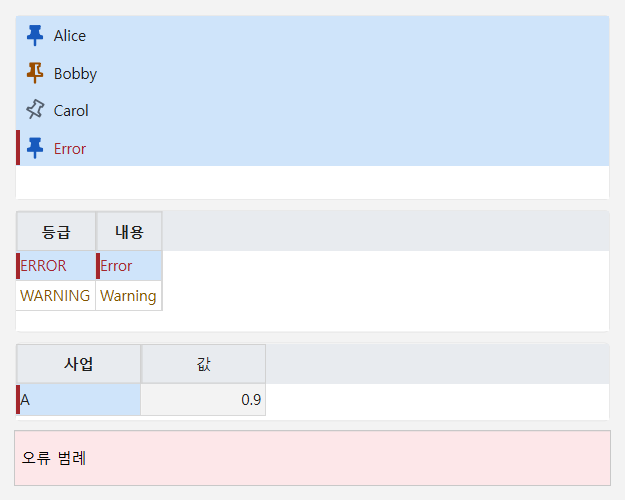 Alice
Bobby
Carol
Error
등급 내용
ERROR Error
WARNING Warning
사업 값
A 0.9
오류 범례